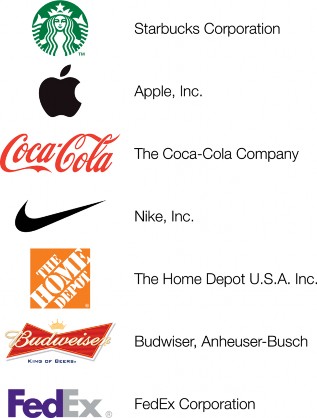 TM
Starbucks Corporation
Apple, Inc.
Coca-Cola
The Coca-Cola Company
Nike, Inc.
THE
HOME
DEPOT
The Home Depot U.S.A. Inc.
Budweiser
KING OF BEERS
Budwiser, Anheuser-Busch
FedEx®
FedEx Corporation